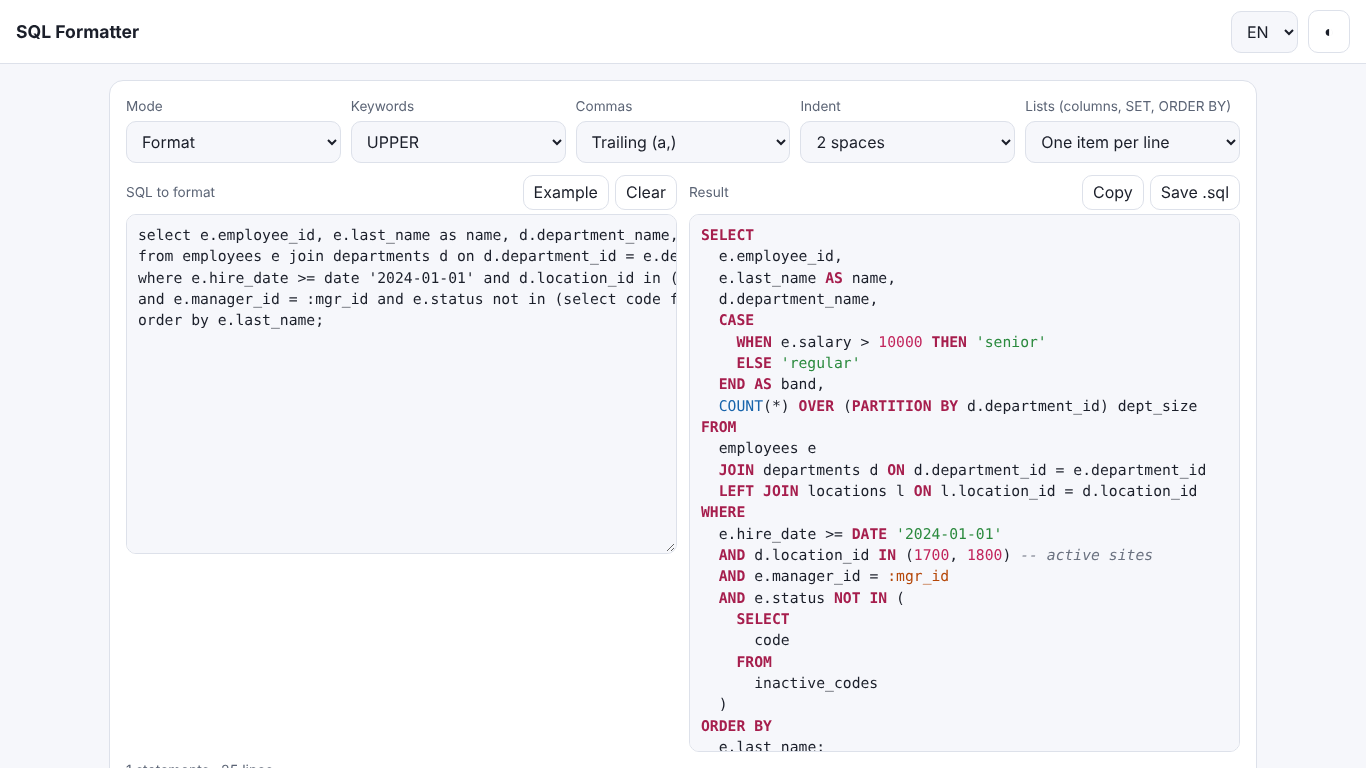 SQL Formatter
EN
Mode
Keywords
Commas
Indent
Lists (columns, SET, ORDER BY)
Format
UPPER
Trailing (a,)
2 spaces
One item per line
SQL to format
Example
Clear
Result
Copy
Save .sql
select e.employee_id, e.last_name as name, d.department_name,
from employees e join departments d on d.department_id = e.de
where e.hire_date >= date '2024-01-01' and d.location_id in (
and e.manager_id = :mgr_id and e.status not in (select code f
order by e.last_name;
SELECT
  e.employee_id,
  e.last_name AS name,
  d.department_name,
  CASE
    WHEN e.salary > 10000 THEN 'senior'
    ELSE 'regular'
  END AS band,
  COUNT(*) OVER (PARTITION BY d.department_id) dept_size
FROM
  employees e
  JOIN departments d ON d.department_id = e.department_id
  LEFT JOIN locations l ON l.location_id = d.location_id
WHERE
  e.hire_date >= DATE '2024-01-01'
  AND d.location_id IN (1700, 1800) -- active sites
  AND e.manager_id = :mgr_id
  AND e.status NOT IN (
    SELECT
      code
    FROM
      inactive_codes
  )
ORDER BY
  e.last_name;